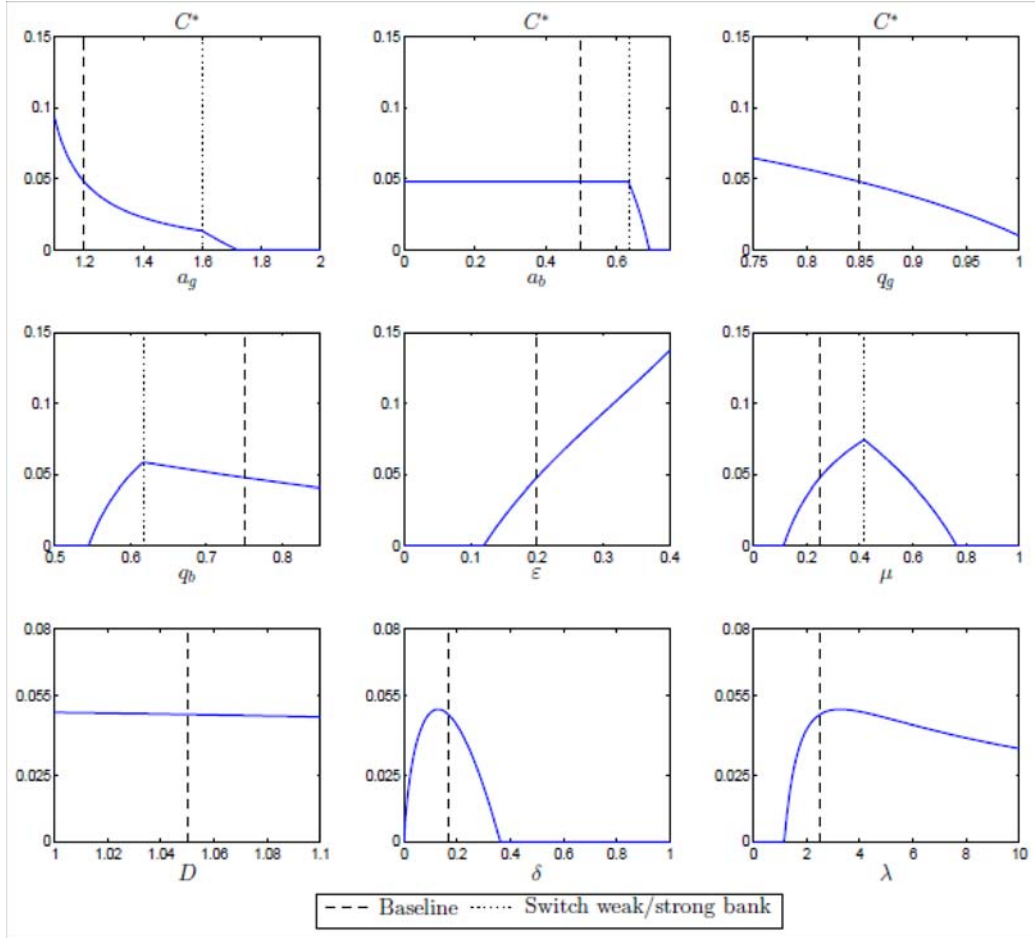 C* C* C*
0.15 0.15 0.15
0.1 0.1 0.1
0.05 0.05 0.05
0 0 0
1.2 1.4 1.6 1.8 2 0 0.2 0.4 0.6 0.75 0.8 0.85 0.9 0.95 1
a_g a_b q_g
0.15 0.15 0.15
0.1 0.1 0.1
0.05 0.05 0.05
0 0 0
0.5 0.6 0.7 0.8 0 0.1 0.2 0.3 0.4 0 0.2 0.4 0.6 0.8 1
q_b ε μ
0.08 0.08 0.08
0.055 0.055 0.055
0.025 0.025 0.025
0 0 0
1 1.02 1.04 1.06 1.08 1.1 0 0.2 0.4 0.6 0.8 1 0 2 4 6 8 10
D δ λ
Baseline Switch weak/strong bank